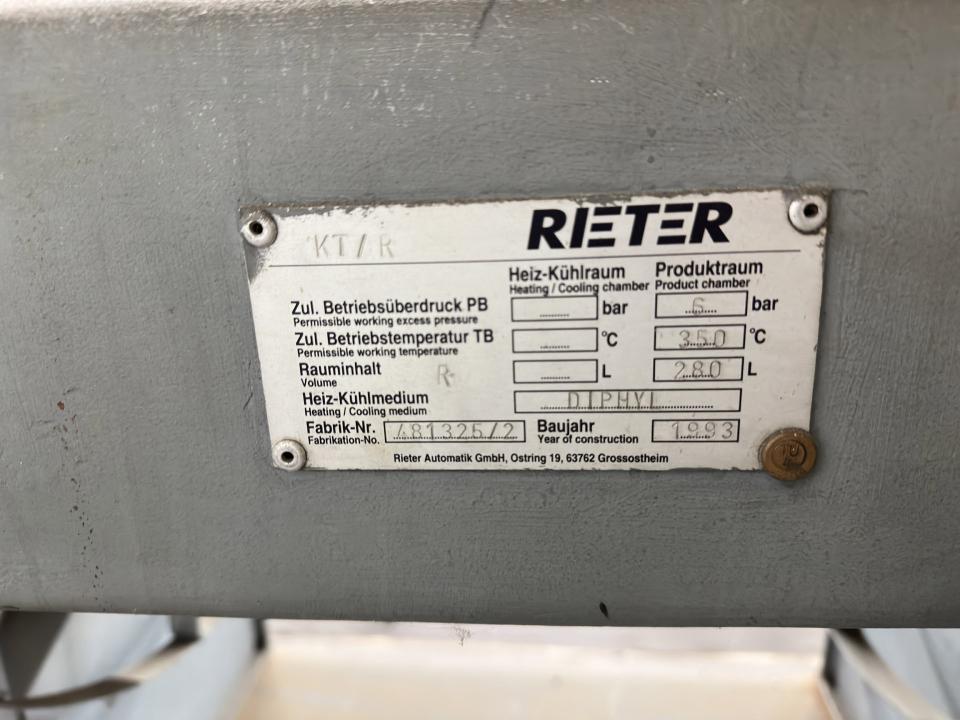 KT/R RIETER
Heiz-Kühlraum Produktraum
Heating / Cooling chamber Product chamber
Zul. Betriebsüberdruck PB bar 6 bar
Permissible working excess pressure
Zul. Betriebstemperatur TB °C 350 °C
Permissible working temperature
Rauminhalt R- L 280 L
Volume
Heiz-Kühlmedium DIPHYL
Heating / Cooling medium
Fabrik-Nr. 481325/2 Baujahr 1993
Fabrikation-No. Year of construction
Rieter Automatik GmbH, Ostring 19, 63762 Grossostheim